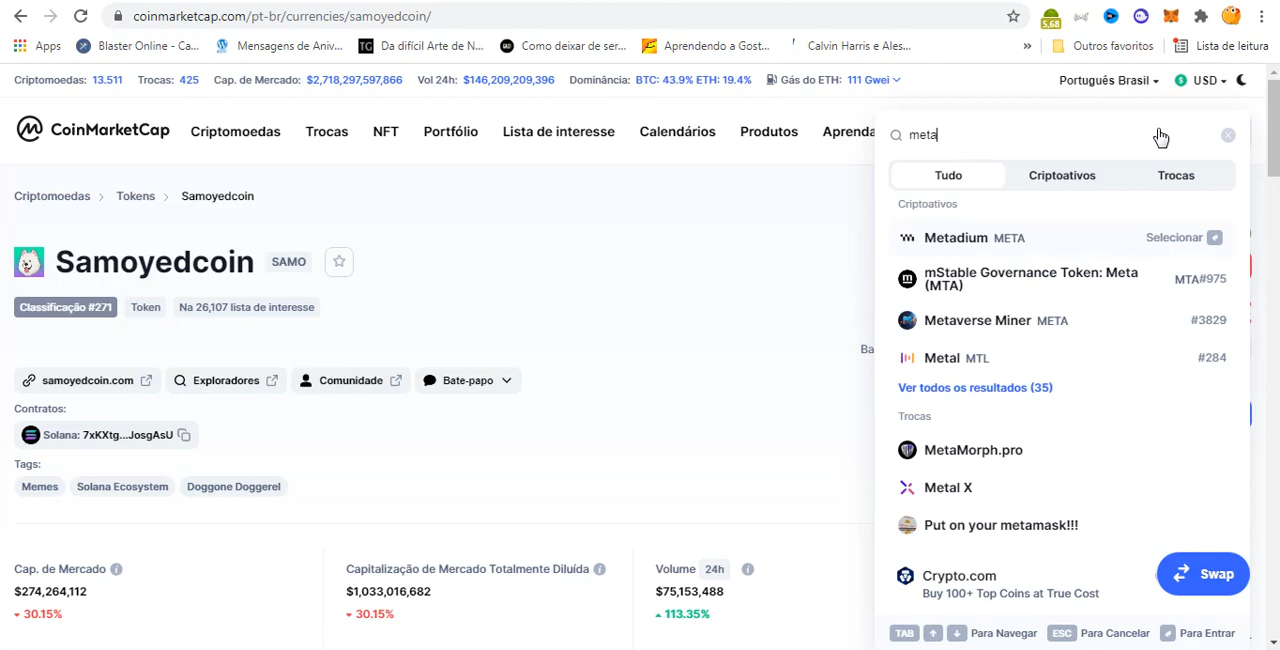 coinmarketcap.com/pt-br/currencies/samoyedcoin/
5,68
Apps Blaster Online - Ca... Mensagens de Aniv... TG Da difícil Arte de N... Como deixar de ser... Aprendendo a Gost... Calvin Harris e Ales... » Outros favoritos Lista de leitura
Criptomoedas: 13.511 Trocas: 425 Cap. de Mercado: $2,718,297,597,866 Vol 24h: $146,209,209,396 Dominância: BTC: 43.9% ETH: 19.4% Gás do ETH: 111 Gwei Português Brasil USD
CoinMarketCap Criptomoedas Trocas NFT Portfólio Lista de interesse Calendários Produtos Aprenda
meta
Tudo Criptoativos Trocas
Criptoativos
Metadium META Selecionar
mStable Governance Token: Meta
(MTA) MTA#975
Metaverse Miner META #3829
Metal MTL #284
Ver todos os resultados (35)
Trocas
MetaMorph.pro
Metal X
Put on your metamask!!!
Crypto.com
Buy 100+ Top Coins at True Cost
Swap
TAB Para Navegar ESC Para Cancelar Para Entrar
Criptomoedas Tokens Samoyedcoin
Samoyedcoin SAMO
Classificação #271 Token Na 26,107 lista de interesse
Ba
samoyedcoin.com Exploradores Comunidade Bate-papo
Contratos:
Solana: 7xKXtg...JosgAsU
Tags:
Memes Solana Ecosystem Doggone Doggerel
Cap. de Mercado Capitalização de Mercado Totalmente Diluída Volume 24h
$274,264,112 $1,033,016,682 $75,153,488
30.15% 30.15% 113.35%